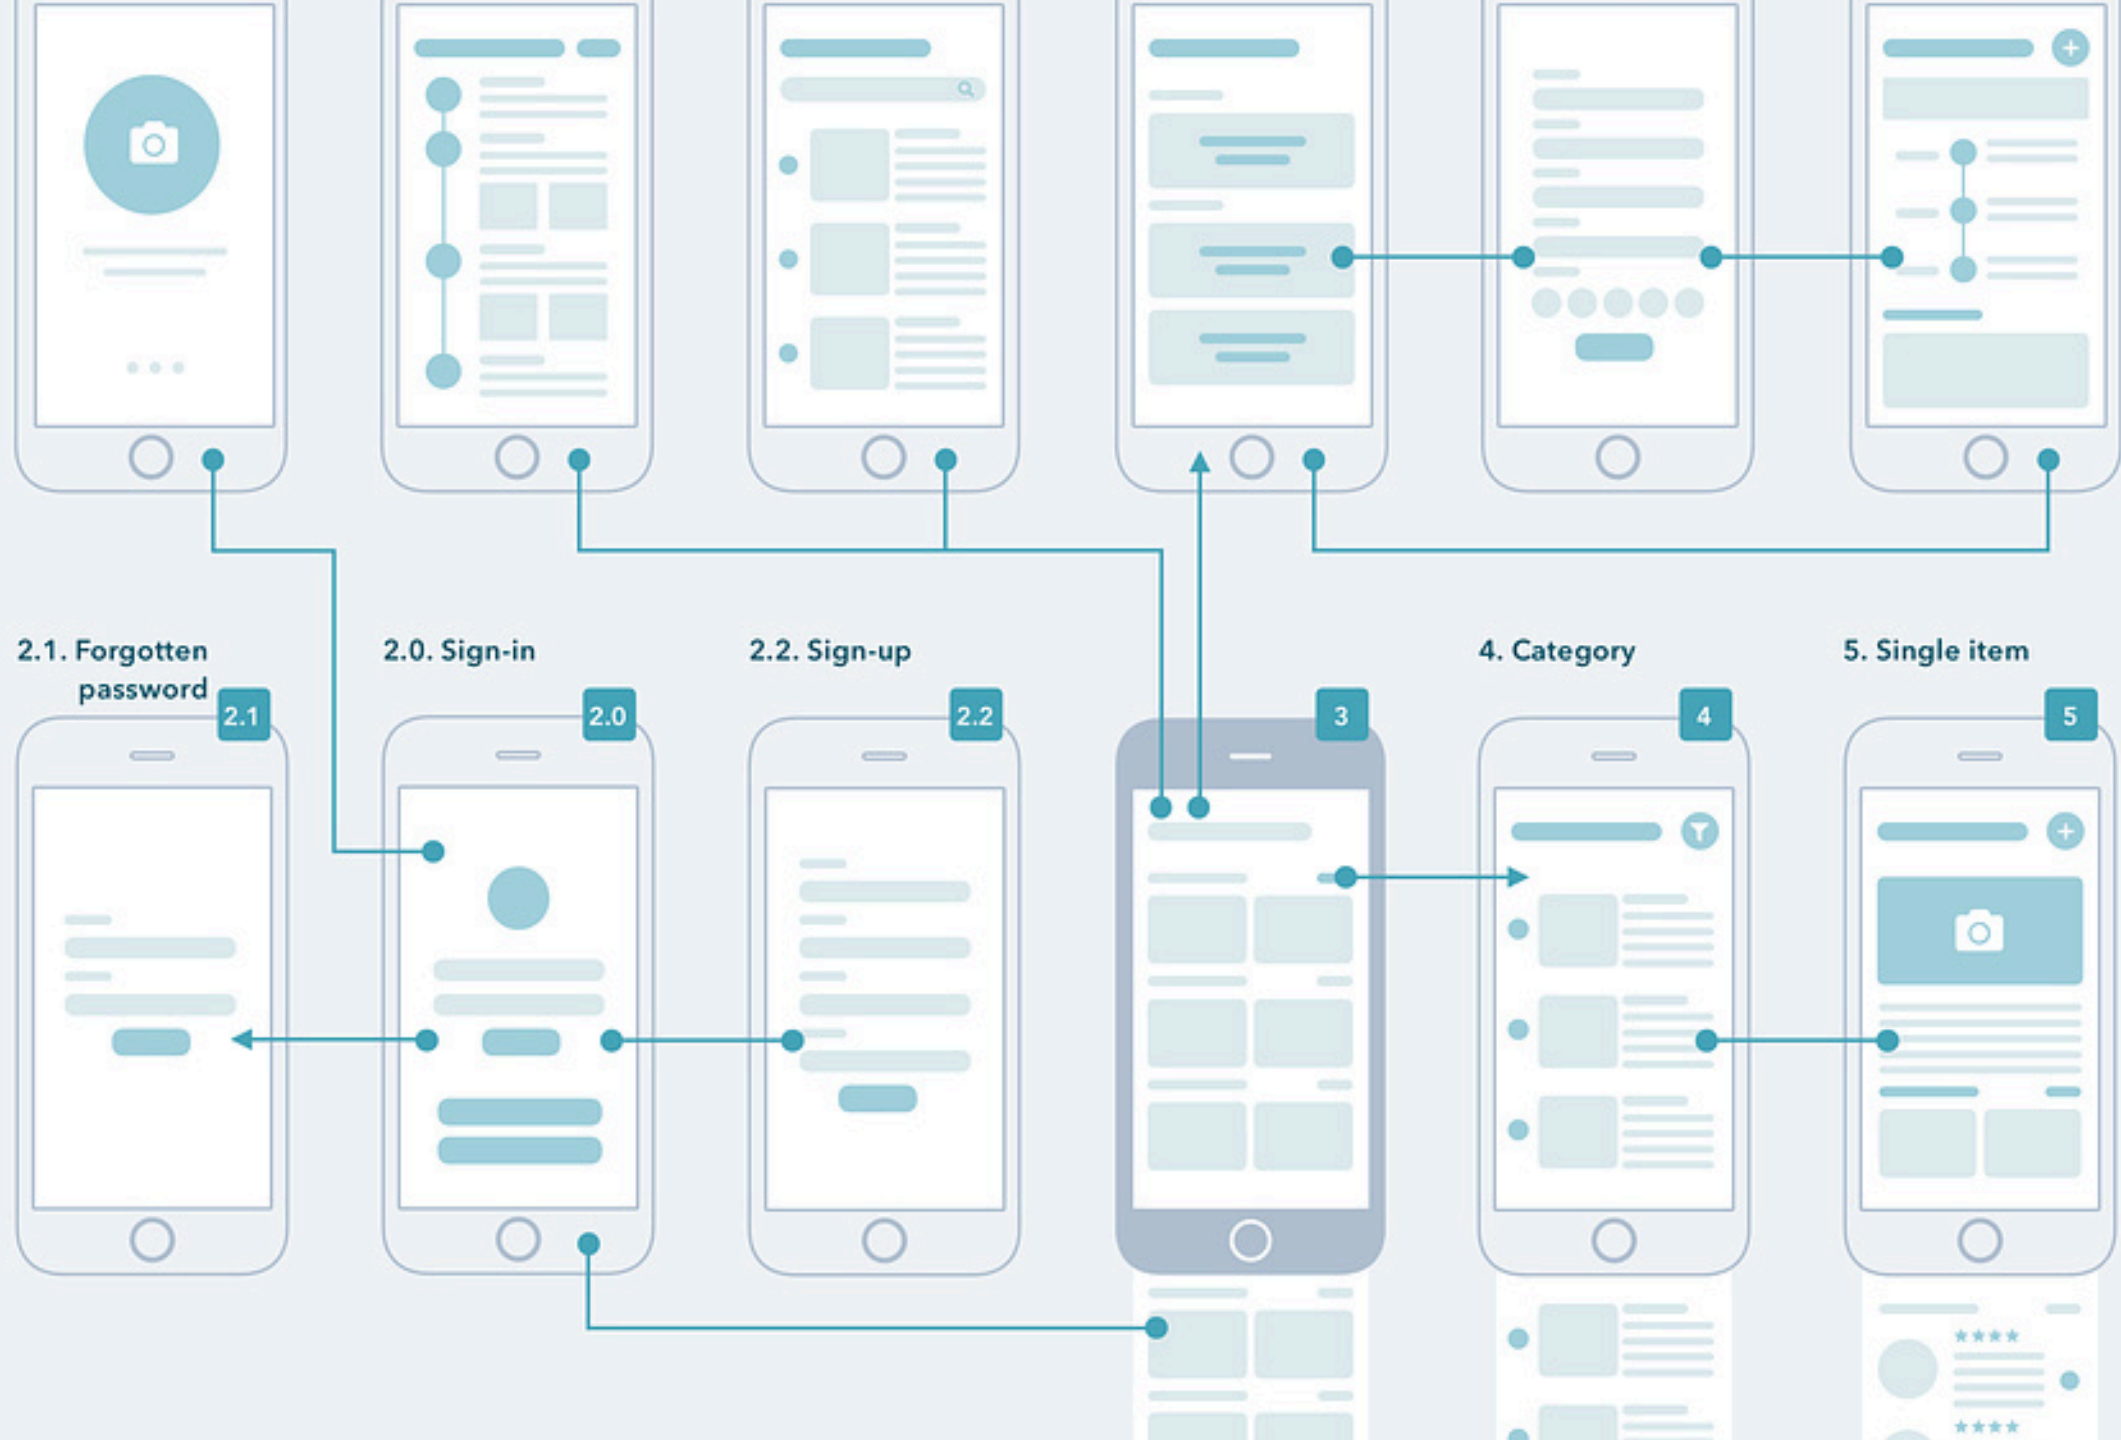 2.1. Forgotten
password
2.0. Sign-in
2.2. Sign-up
4. Category
5. Single item
2.1
2.0
2.2
3
4
5